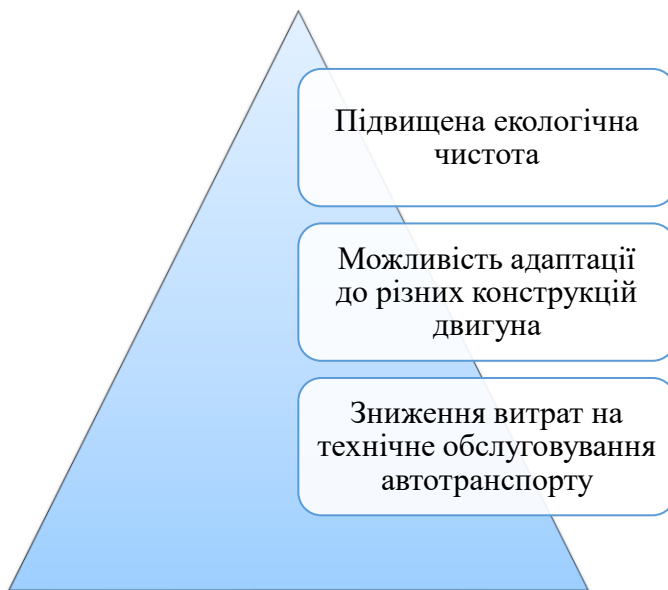 Підвищена екологічна
чистота
Можливість адаптації
до різних конструкцій
двигуна
Зниження витрат на
технічне обслуговування
автотранспорту